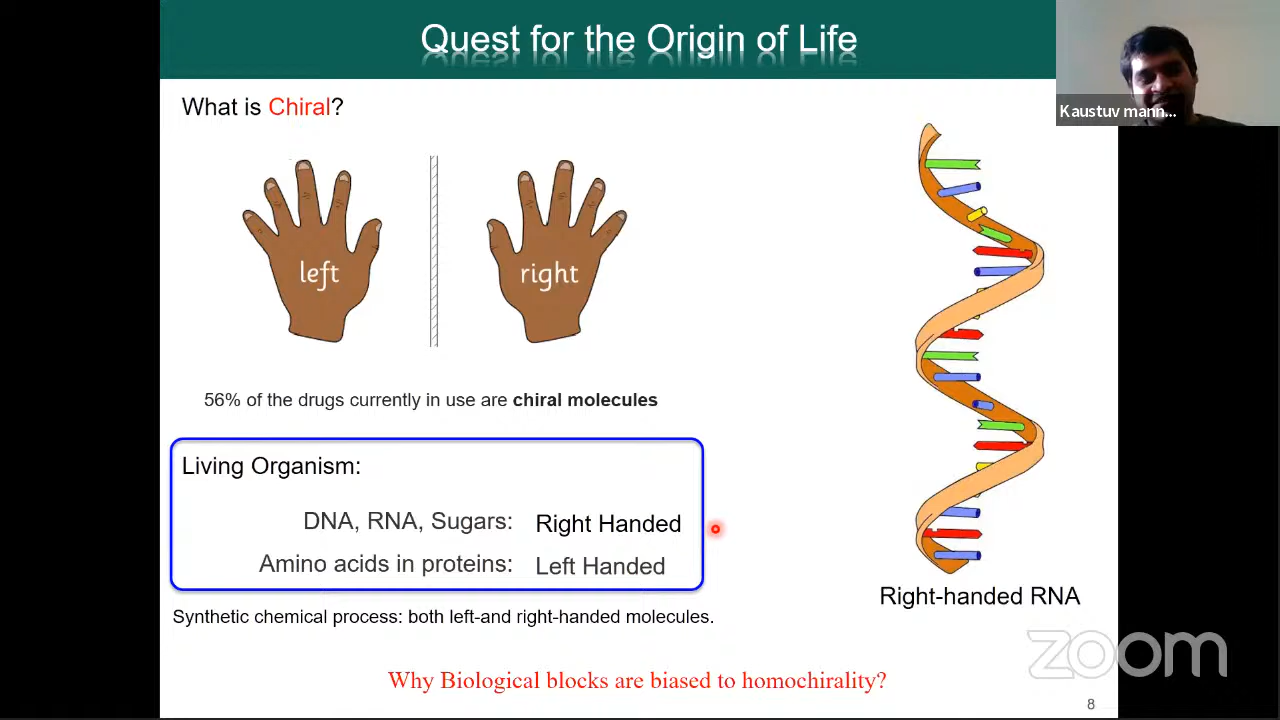 Quest for the Origin of Life
Kaustuv mann...
What is Chiral?
left
right
56% of the drugs currently in use are chiral molecules
Living Organism:
DNA, RNA, Sugars: Right Handed
Amino acids in proteins: Left Handed
Right-handed RNA
Synthetic chemical process: both left-and right-handed molecules.
zoom
Why Biological blocks are biased to homochirality?
8